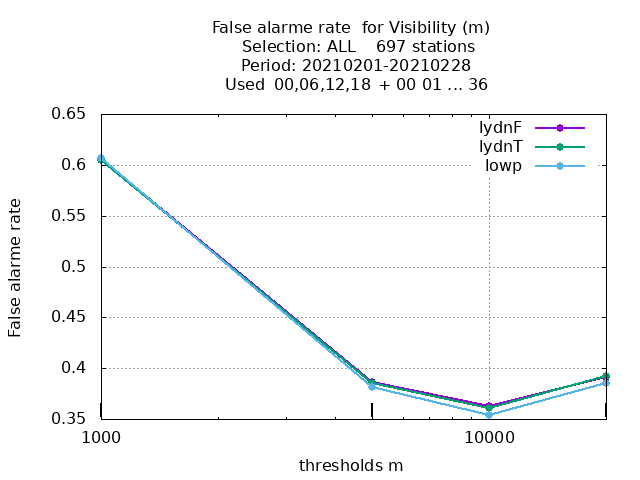 False alarme rate  for Visibility (m)
Selection: ALL    697 stations
Period: 20210201-20210228
Used  00,06,12,18  + 00 01 ... 36
0.65
lydnF
lydnT
lowp
0.6
0.55
0.5
0.45
0.4
0.35
False alarme rate
1000
10000
thresholds m